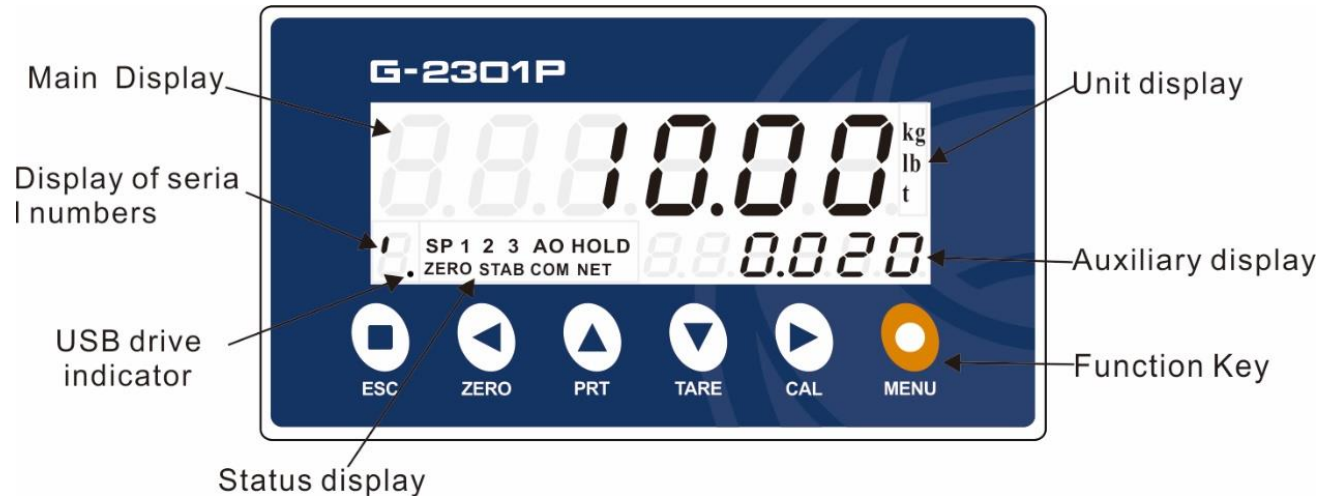 G-2301P
Main Display
Unit display
10.00
kg
lb
t
Display of seria
l numbers
SP 1 2 3 AO HOLD
ZERO STAB COM NET
0.020
Auxiliary display
USB drive
indicator
ESC
ZERO
PRT
TARE
CAL
MENU
Function Key
Status display